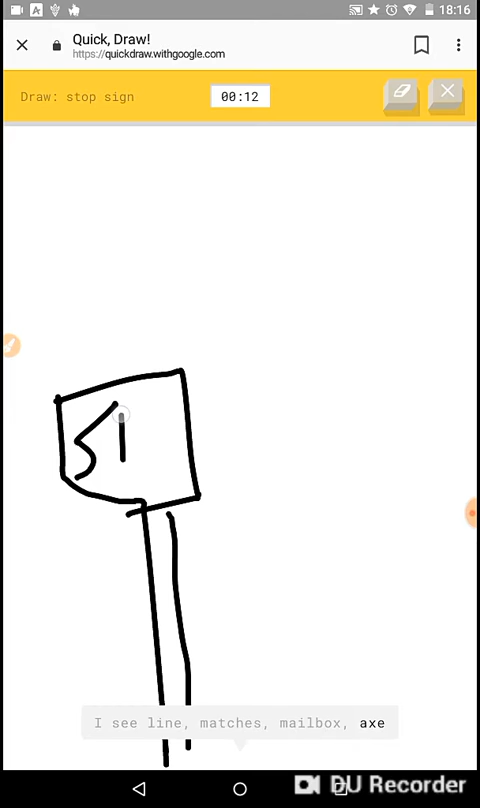 18:16
Quick, Draw!
https://quickdraw.withgoogle.com
Draw: stop sign
00:12
I see line, matches, mailbox, axe
DU Recorder